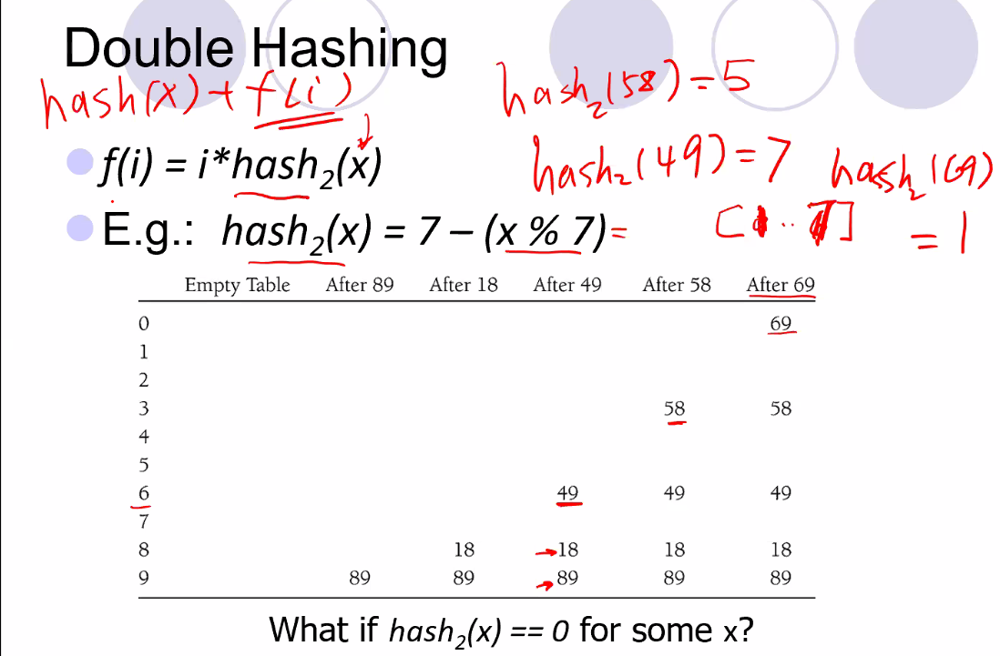 Double Hashing
hash(x) + f(i)
hash₂(58) = 5
f(i) = i*hash₂(x)
hash₂(49) = 7
hash₂(69) = 1
E.g.: hash₂(x) = 7 – (x % 7) = [1..7]
Empty Table After 89 After 18 After 49 After 58 After 69
0 69
1
2
3 58 58
4
5
6 49 49 49
7
8 18 18 18 18
9 89 89 89 89 89
What if hash₂(x) == 0 for some x?